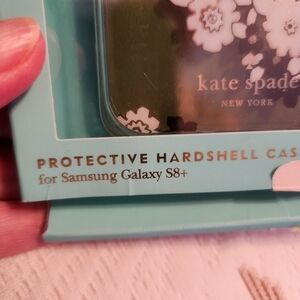 kate spade
NEW YORK
PROTECTIVE HARDSHELL CAS
for Samsung Galaxy S8+